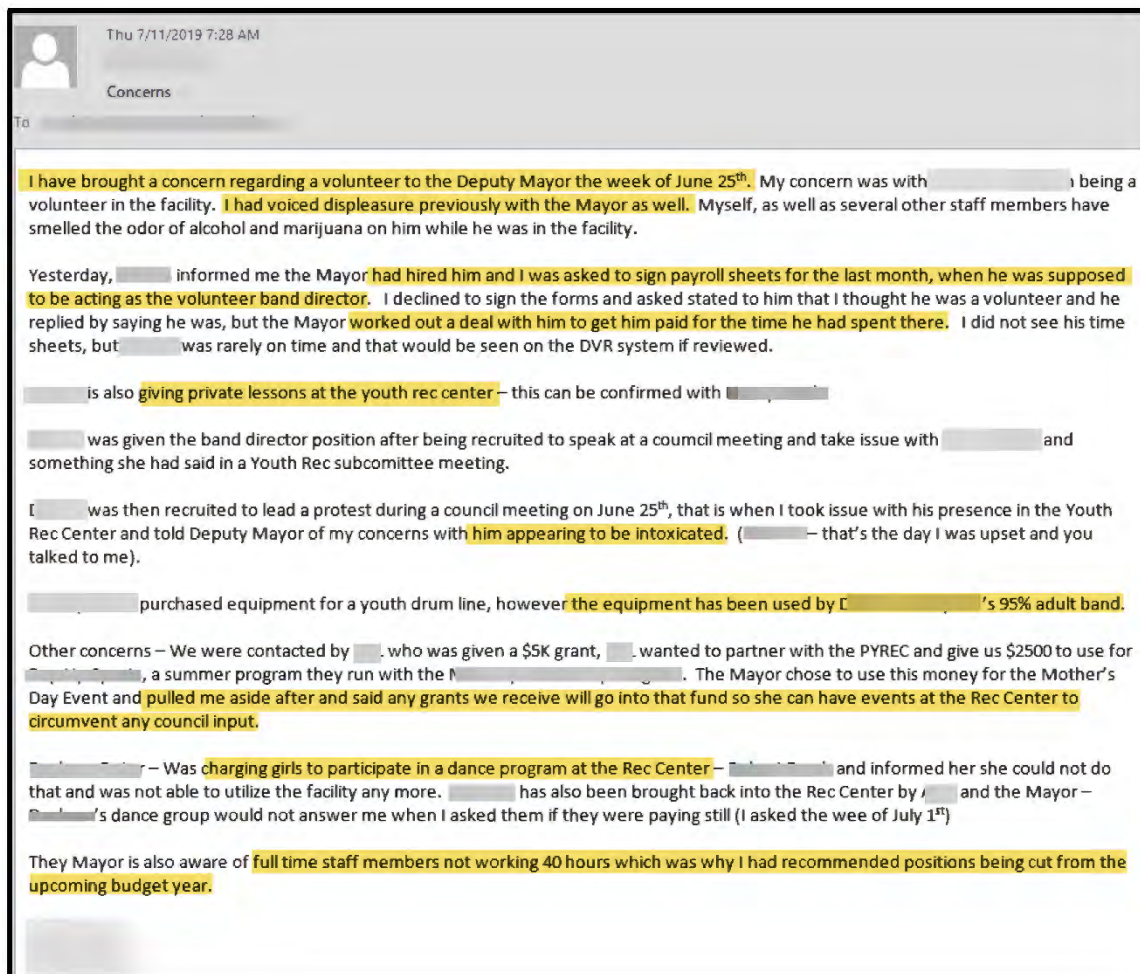 Thu 7/11/2019 7:28 AM
Concerns
To
I have brought a concern regarding a volunteer to the Deputy Mayor the week of June 25th. My concern was with being a
volunteer in the facility. I had voiced displeasure previously with the Mayor as well. Myself, as well as several other staff members have
smelled the odor of alcohol and marijuana on him while he was in the facility.
Yesterday, informed me the Mayor had hired him and I was asked to sign payroll sheets for the last month, when he was supposed
to be acting as the volunteer band director. I declined to sign the forms and asked stated to him that I thought he was a volunteer and he
replied by saying he was, but the Mayor worked out a deal with him to get him paid for the time he had spent there. I did not see his time
sheets, but was rarely on time and that would be seen on the DVR system if reviewed.
is also giving private lessons at the youth rec center – this can be confirmed with
was given the band director position after being recruited to speak at a coumcil meeting and take issue with and
something she had said in a Youth Rec subcomittee meeting.
was then recruited to lead a protest during a council meeting on June 25th, that is when I took issue with his presence in the Youth
Rec Center and told Deputy Mayor of my concerns with him appearing to be intoxicated. ( – that's the day I was upset and you
talked to me).
purchased equipment for a youth drum line, however the equipment has been used by 's 95% adult band.
Other concerns – We were contacted by who was given a $5K grant, wanted to partner with the PYREC and give us $2500 to use for
, a summer program they run with the . The Mayor chose to use this money for the Mother's
Day Event and pulled me aside after and said any grants we receive will go into that fund so she can have events at the Rec Center to
circumvent any council input.
– Was charging girls to participate in a dance program at the Rec Center – and informed her she could not do
that and was not able to utilize the facility any more. has also been brought back into the Rec Center by and the Mayor –
's dance group would not answer me when I asked them if they were paying still (I asked the wee of July 1st)
They Mayor is also aware of full time staff members not working 40 hours which was why I had recommended positions being cut from the
upcoming budget year.